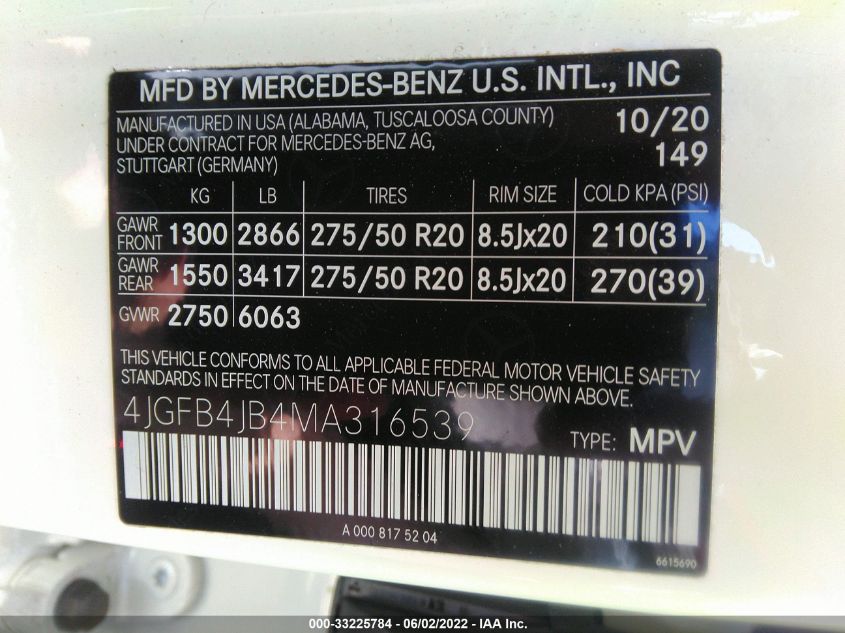 MFD BY MERCEDES-BENZ U.S. INTL., INC
MANUFACTURED IN USA (ALABAMA, TUSCALOOSA COUNTY) 10/20
UNDER CONTRACT FOR MERCEDES-BENZ AG,
STUTTGART (GERMANY) 149
KG LB TIRES RIM SIZE COLD KPA (PSI)
GAWR FRONT 1300 2866 275/50 R20 8.5Jx20 210(31)
GAWR REAR 1550 3417 275/50 R20 8.5Jx20 270(39)
GVWR 2750 6063
THIS VEHICLE CONFORMS TO ALL APPLICABLE FEDERAL MOTOR VEHICLE SAFETY
STANDARDS IN EFFECT ON THE DATE OF MANUFACTURE SHOWN ABOVE.
4JGFB4JB4MA316539 TYPE: MPV
A 000 817 52 04
6615690
000-33225784 - 06/02/2022 - IAA Inc.